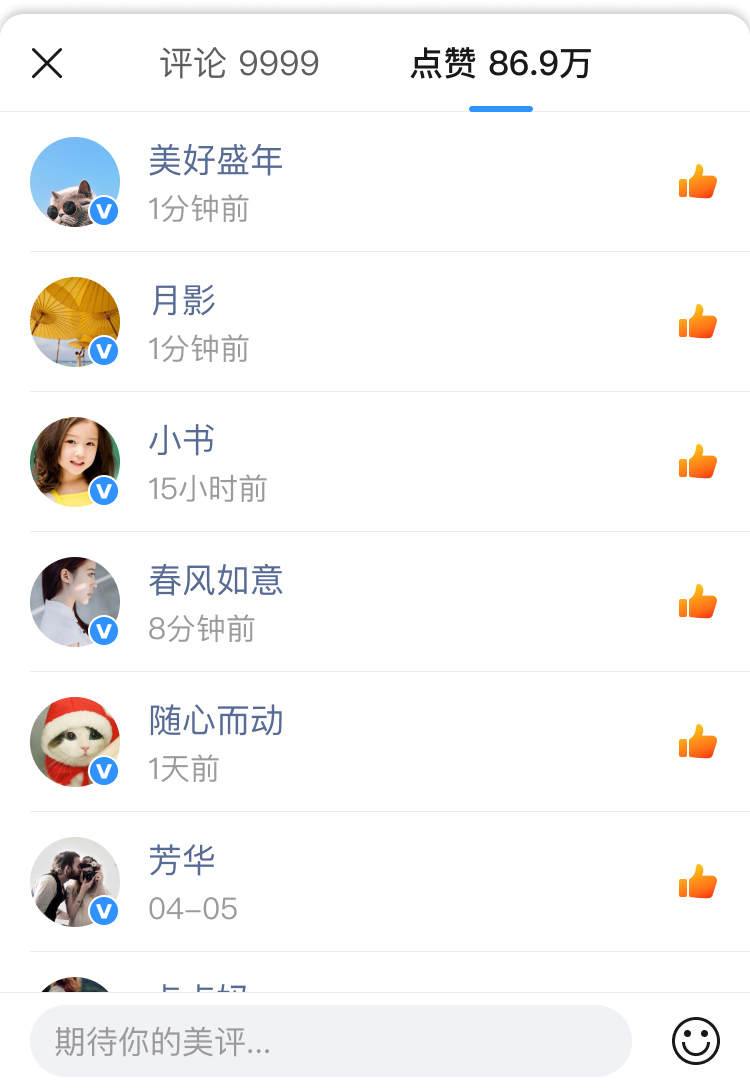 评论 9999
点赞 86.9万
美好盛年
1分钟前
月影
1分钟前
小书
15小时前
春风如意
8分钟前
随心而动
1天前
芳华
04-05
期待你的美评...